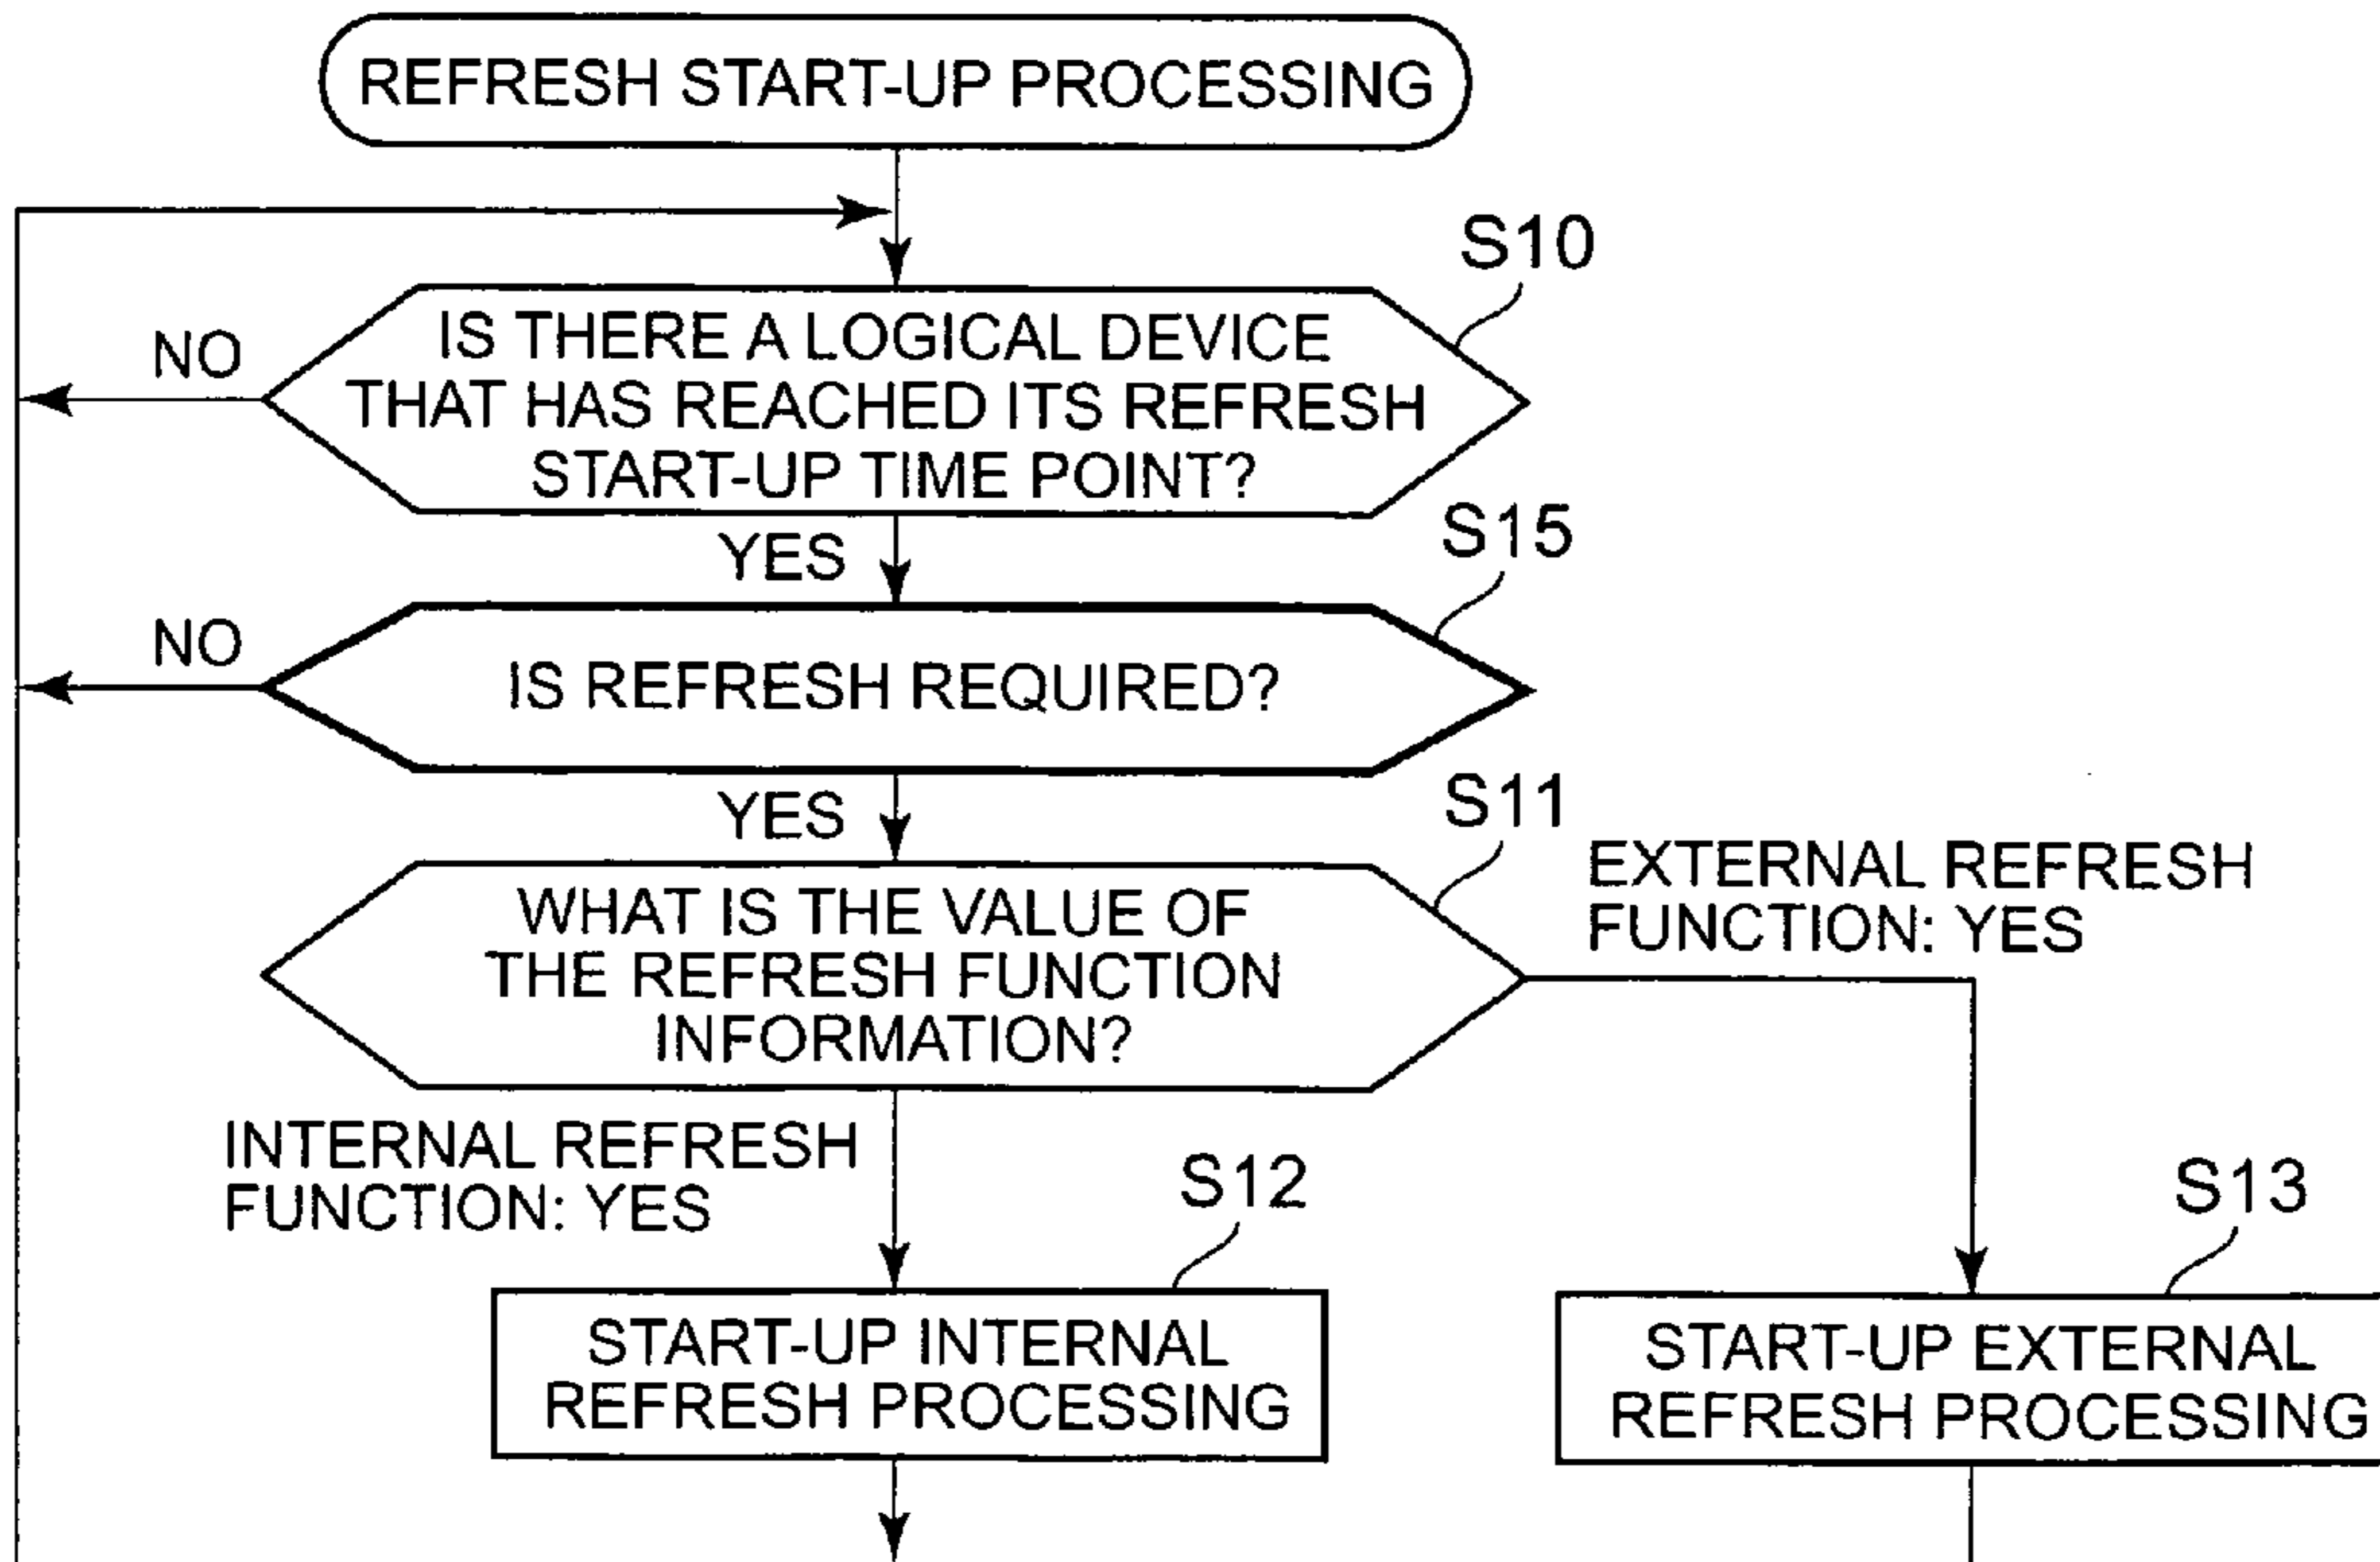 REFRESH START-UP PROCESSING
S10
NO
IS THERE A LOGICAL DEVICE
THAT HAS REACHED ITS REFRESH
START-UP TIME POINT?
YES
S15
NO
IS REFRESH REQUIRED?
YES
S11
WHAT IS THE VALUE OF
THE REFRESH FUNCTION
INFORMATION?
EXTERNAL REFRESH
FUNCTION: YES
INTERNAL REFRESH
FUNCTION: YES
S12
S13
START-UP INTERNAL
REFRESH PROCESSING
START-UP EXTERNAL
REFRESH PROCESSING